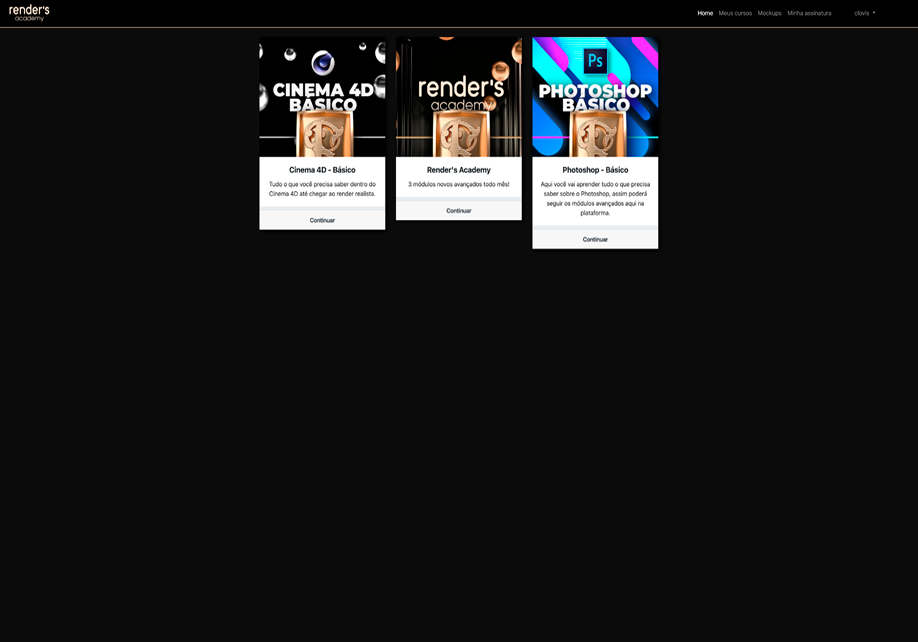 render's
academy
Home Meus cursos Mockups Minha assinatura clovis
CINEMA 4D
BÁSICO
Cinema 4D - Básico
Tudo o que você precisa saber dentro do
Cinema 4D até chegar ao render realista.
Continuar
render's
academy
Render's Academy
3 módulos novos avançados todo mês!
Continuar
Ps
PHOTOSHOP
BÁSICO
Photoshop - Básico
Aqui você vai aprender tudo o que precisa
saber sobre o Photoshop, assim poderá
seguir os módulos avançados aqui na
plataforma.
Continuar